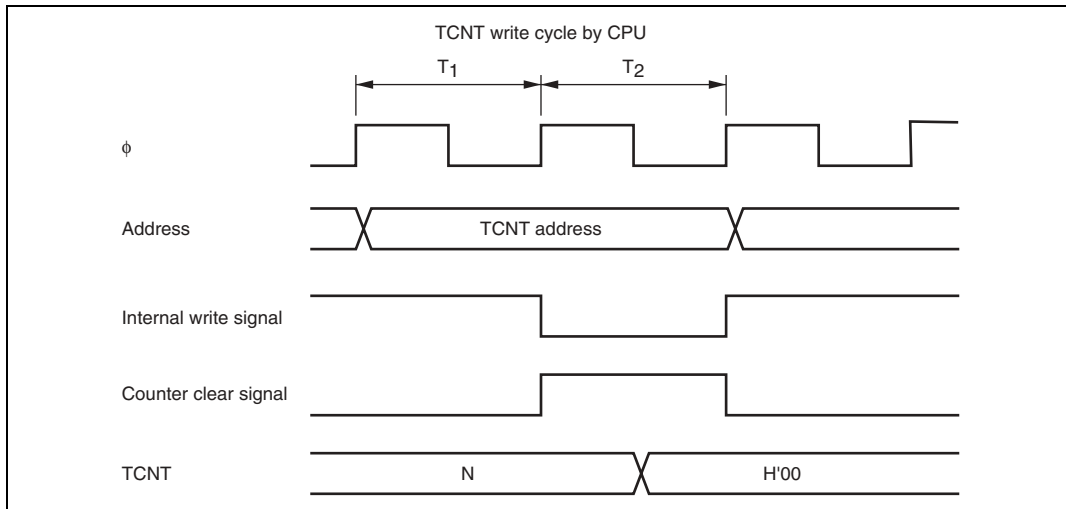 TCNT write cycle by CPU
T1 T2
φ
Address TCNT address
Internal write signal
Counter clear signal
TCNT N H'00